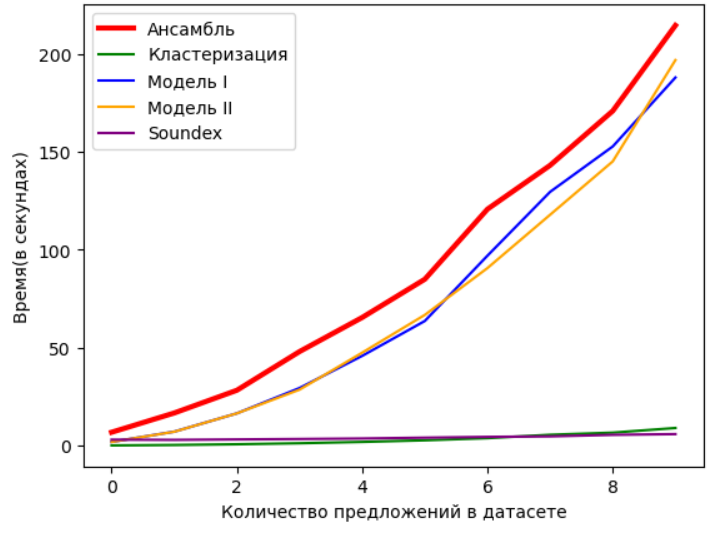 Ансамбль
Кластеризация
Модель I
Модель II
Soundex
200
150
100
50
0
Время(в секундах)
0 2 4 6 8
Количество предложений в датасете